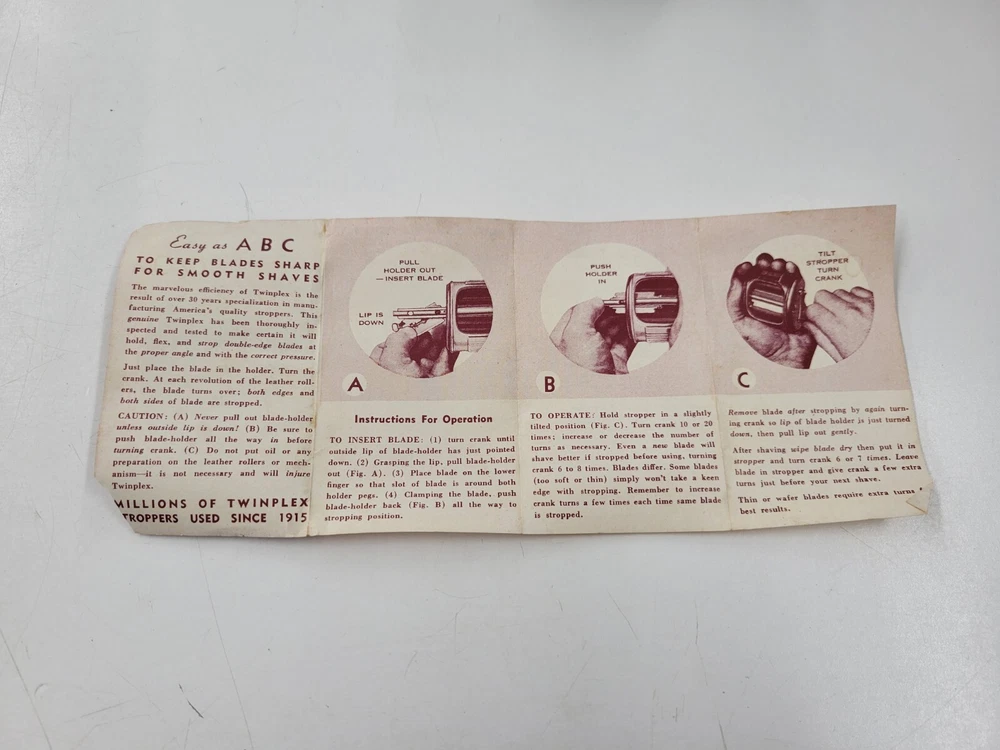 Easy as A B C
TO KEEP BLADES SHARP
FOR SMOOTH SHAVES
The marvelous efficiency of Twinplex is the
result of over 30 years specialization in manu-
facturing America's quality stroppers. This
genuine Twinplex has been thoroughly in-
spected and tested to make certain it will
hold, flex, and strop double-edge blades at
the proper angle and with the correct pressure.
Just place the blade in the holder. Turn the
crank. At each revolution of the leather roll-
ers, the blade turns over; both edges and
both sides of blade are stropped.
CAUTION: (A) Never pull out blade-holder
unless outside lip is down! (B) Be sure to
push blade-holder all the way in before
turning crank. (C) Do not put oil or any
preparation on the leather rollers or mech-
anism—it is not necessary and will injure
Twinplex.
MILLIONS OF TWINPLEX
STROPPERS USED SINCE 1915
PULL
HOLDER OUT
—INSERT BLADE
LIP IS
DOWN
A
Instructions For Operation
TO INSERT BLADE: (1) turn crank until
outside lip of blade-holder has just pointed
down. (2) Grasping the lip, pull blade-holder
out (Fig. A). (3) Place blade on the lower
finger so that slot of blade is around both
holder pegs. (4) Clamping the blade, push
blade-holder back (Fig. B) all the way to
stropping position.
PUSH
HOLDER
IN
B
TO OPERATE: Hold stropper in a slightly
tilted position (Fig. C). Turn crank 10 or 20
times; increase or decrease the number of
turns as necessary. Even a new blade will
shave better if stropped before using, turning
crank 6 to 8 times. Blades differ. Some blades
(too soft or thin) simply won't take a keen
edge with stropping. Remember to increase
crank turns a few times each time same blade
is stropped.
TILT
STROPPER
TURN
CRANK
C
Remove blade after stropping by again turn-
ing crank so lip of blade holder is just turned
down, then pull lip out gently.
After shaving wipe blade dry then put it in
stropper and turn crank 6 or 7 times. Leave
blade in stropper and give crank a few extra
turns just before your next shave.
Thin or wafer blades require extra turns
best results.